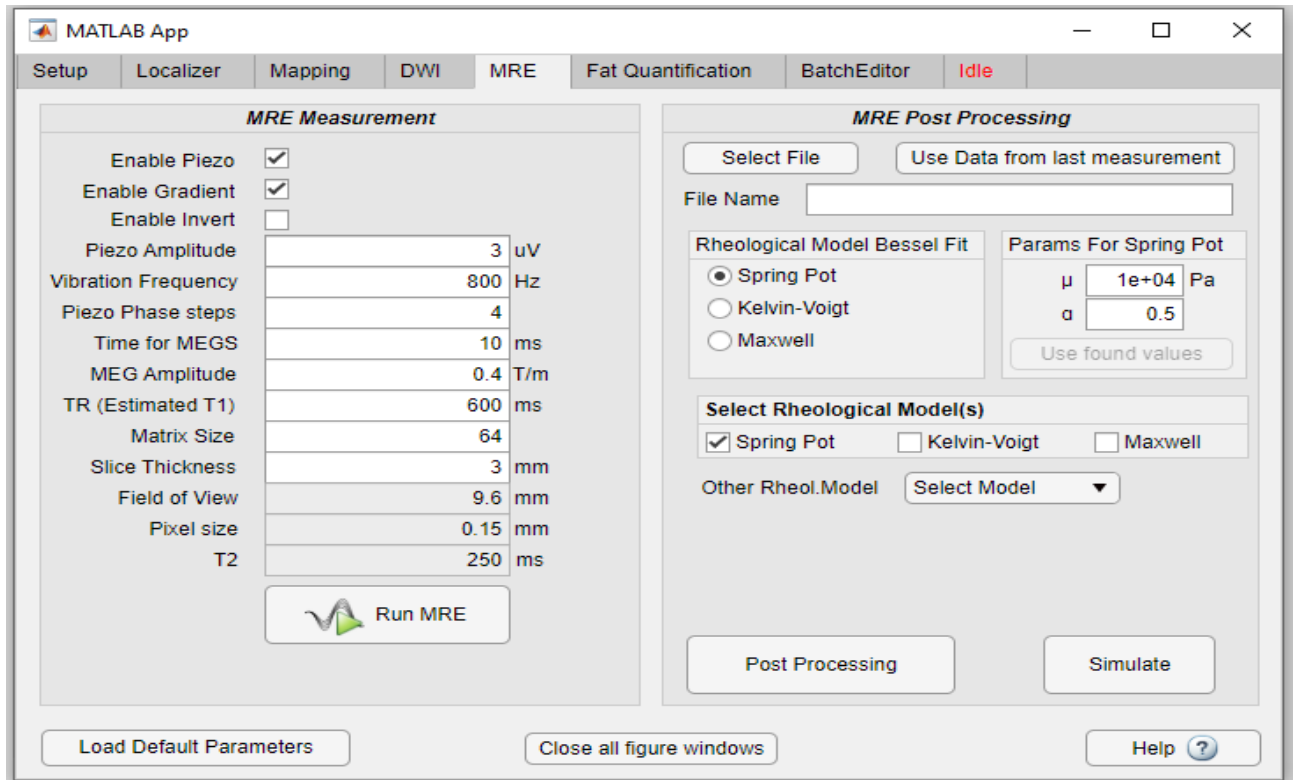 MATLAB App
Setup Localizer Mapping DWI MRE Fat Quantification BatchEditor Idle
MRE Measurement
Enable Piezo
Enable Gradient
Enable Invert
Piezo Amplitude 3 uV
Vibration Frequency 800 Hz
Piezo Phase steps 4
Time for MEGS 10 ms
MEG Amplitude 0.4 T/m
TR (Estimated T1) 600 ms
Matrix Size 64
Slice Thickness 3 mm
Field of View 9.6 mm
Pixel size 0.15 mm
T2 250 ms
Run MRE
MRE Post Processing
Select File Use Data from last measurement
File Name
Rheological Model Bessel Fit
Spring Pot
Kelvin-Voigt
Maxwell
Params For Spring Pot
μ 1e+04 Pa
α 0.5
Use found values
Select Rheological Model(s)
Spring Pot Kelvin-Voigt Maxwell
Other Rheol.Model Select Model
Post Processing Simulate
Load Default Parameters Close all figure windows Help ?